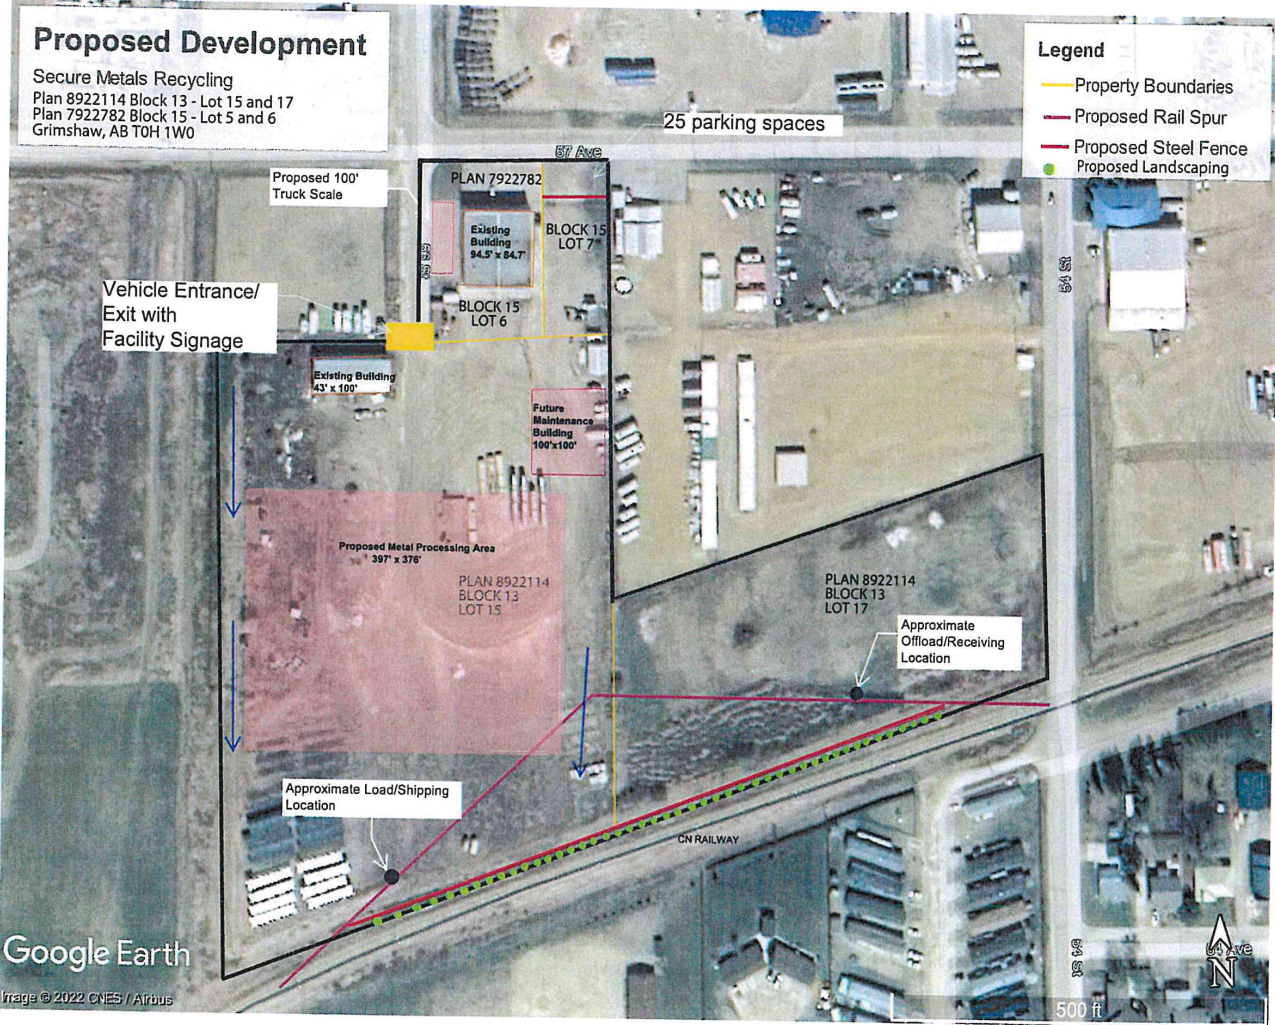 Proposed Development
Secure Metals Recycling
Plan 8922114 Block 13 - Lot 15 and 17
Plan 7922782 Block 15 - Lot 5 and 6
Grimshaw, AB T0H 1W0
Legend
Property Boundaries
Proposed Rail Spur
Proposed Steel Fence
Proposed Landscaping
25 parking spaces
57 Ave
Proposed 100'
Truck Scale
PLAN 7922782
Existing
Building
94.5' x 84.7'
BLOCK 15
LOT 7
BLOCK 15
LOT 6
54 St
Vehicle Entrance/
Exit with
Facility Signage
Existing Building
43' x 100'
Future
Maintenance
Building
100'x100'
Proposed Metal Processing Area
397' x 376'
PLAN 8922114
BLOCK 13
LOT 15
PLAN 8922114
BLOCK 13
LOT 17
Approximate
Offload/Receiving
Location
Approximate Load/Shipping
Location
CN RAILWAY
54 St
Ave
N
Google Earth
Image © 2022 CNES / Airbus
500 ft